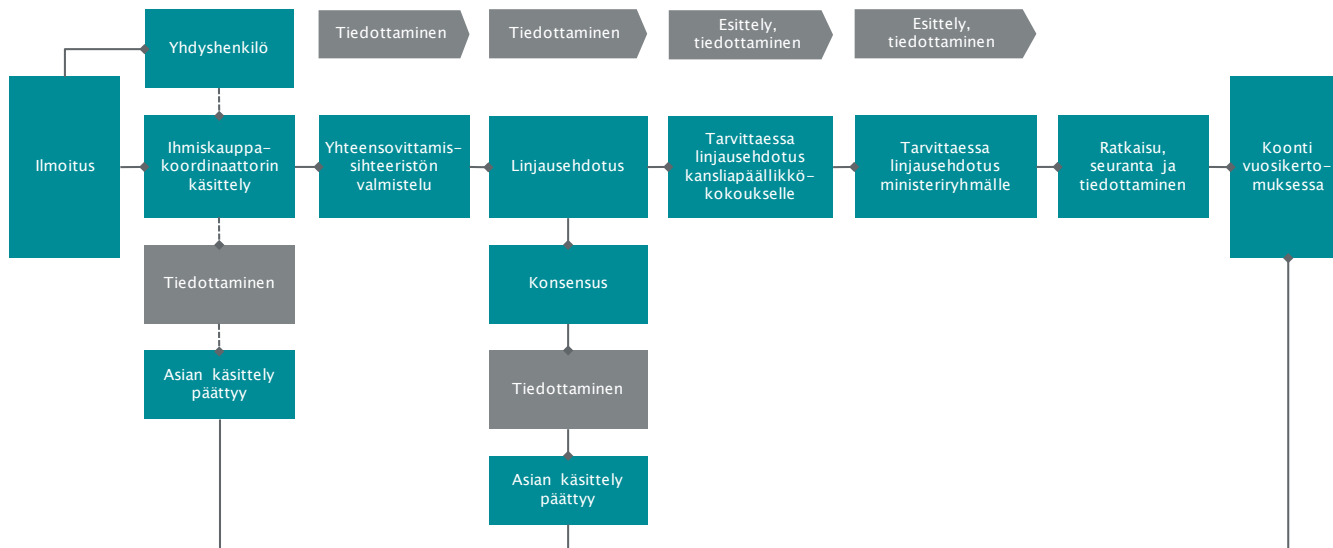 Yhdyshenkilö
Tiedottaminen
Tiedottaminen
Esittely,
tiedottaminen
Esittely,
tiedottaminen
Ilmoitus
Ihmiskauppa-
koordinaattorin
käsittely
Yhteensovittamis-
sihteeristön
valmistelu
Linjausehdotus
Tarvittaessa
linjausehdotus
kansliapäällikkö-
kokoukselle
Tarvittaessa
linjausehdotus
ministeriryhmälle
Ratkaisu,
seuranta ja
tiedottaminen
Koonti
vuosikerto-
muksessa
Tiedottaminen
Konsensus
Asian käsittely
päättyy
Tiedottaminen
Asian käsittely
päättyy